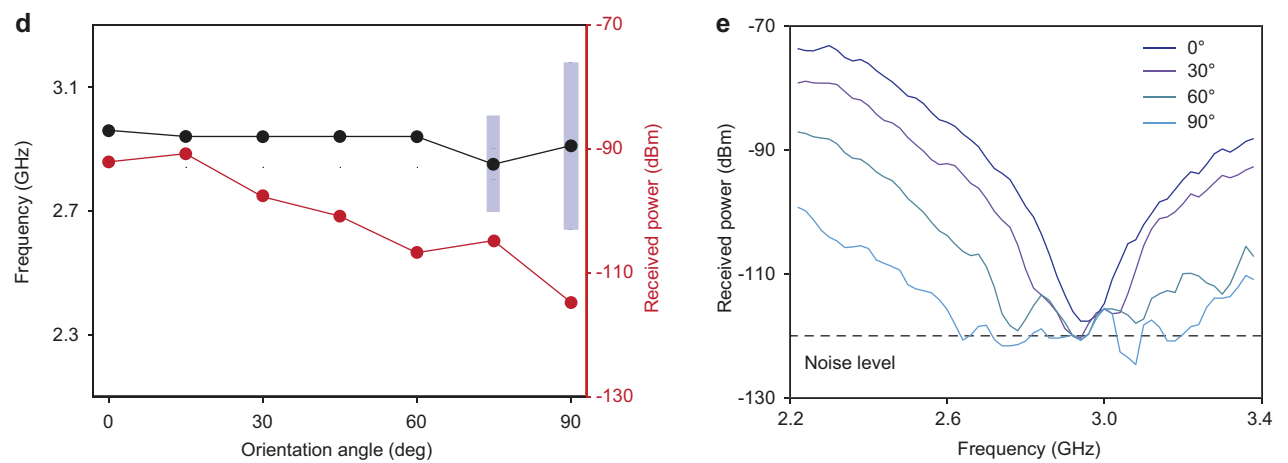 d
Frequency (GHz)
3.1
2.7
2.3
-70
-90
-110
-130
Received power (dBm)
0
30
60
90
Orientation angle (deg)
e
Received power (dBm)
-70
-90
-110
-130
0°
30°
60°
90°
Noise level
2.2
2.6
3.0
3.4
Frequency (GHz)